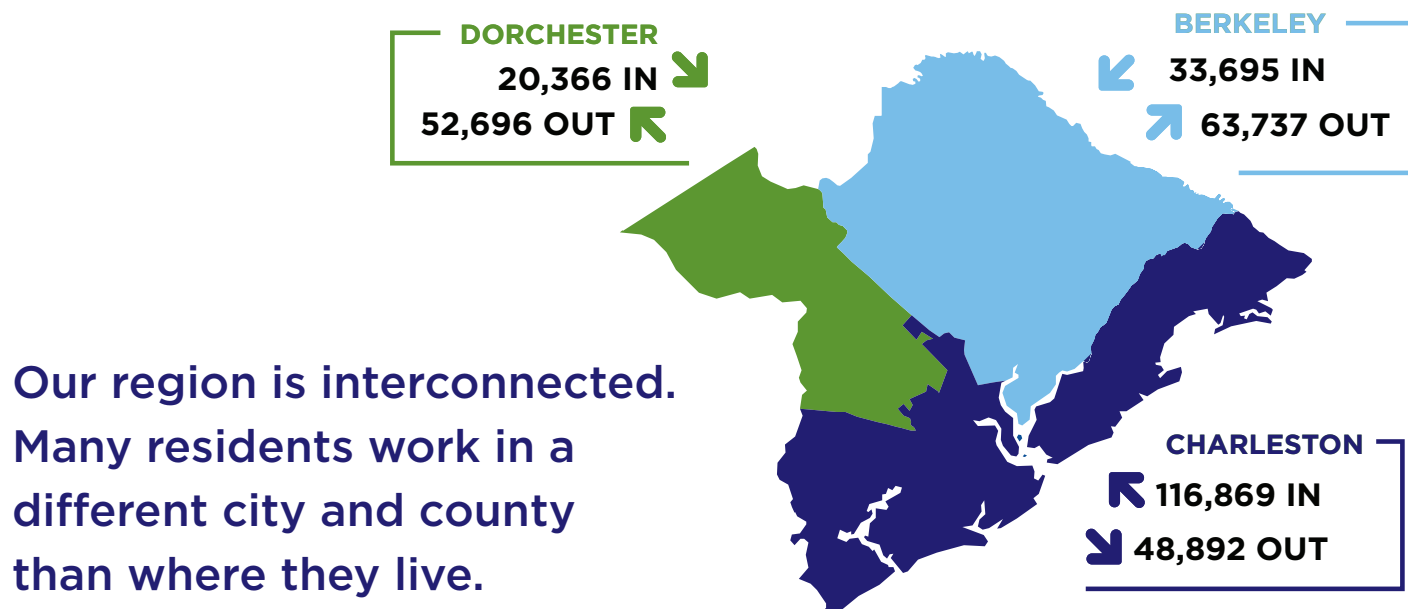 DORCHESTER
20,366 IN
52,696 OUT
BERKELEY
33,695 IN
63,737 OUT
Our region is interconnected.
Many residents work in a
different city and county
than where they live.
CHARLESTON
116,869 IN
48,892 OUT